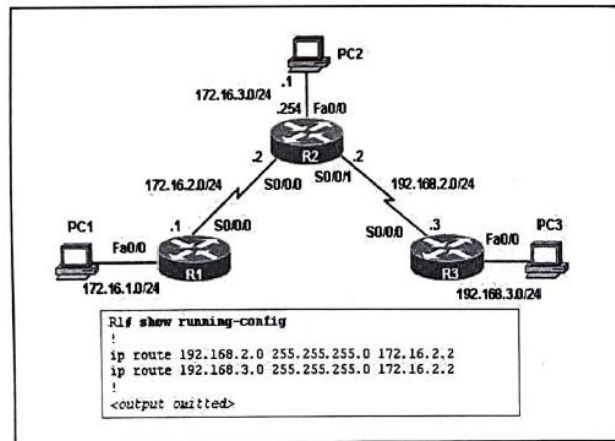 PC2
.1
172.16.3.0/24
.254 Fa0/0
R2
.2
.2
172.16.2.0/24
S0/0/0
S0/0/1
192.168.2.0/24
.1
S0/0/0
S0/0/0
.3
PC1
Fa0/0
R1
172.16.1.0/24
PC3
Fa0/0
R3
192.168.3.0/24
R1# show running-config
!
ip route 192.168.2.0 255.255.255.0 172.16.2.2
ip route 192.168.3.0 255.255.255.0 172.16.2.2
!
<output omitted>